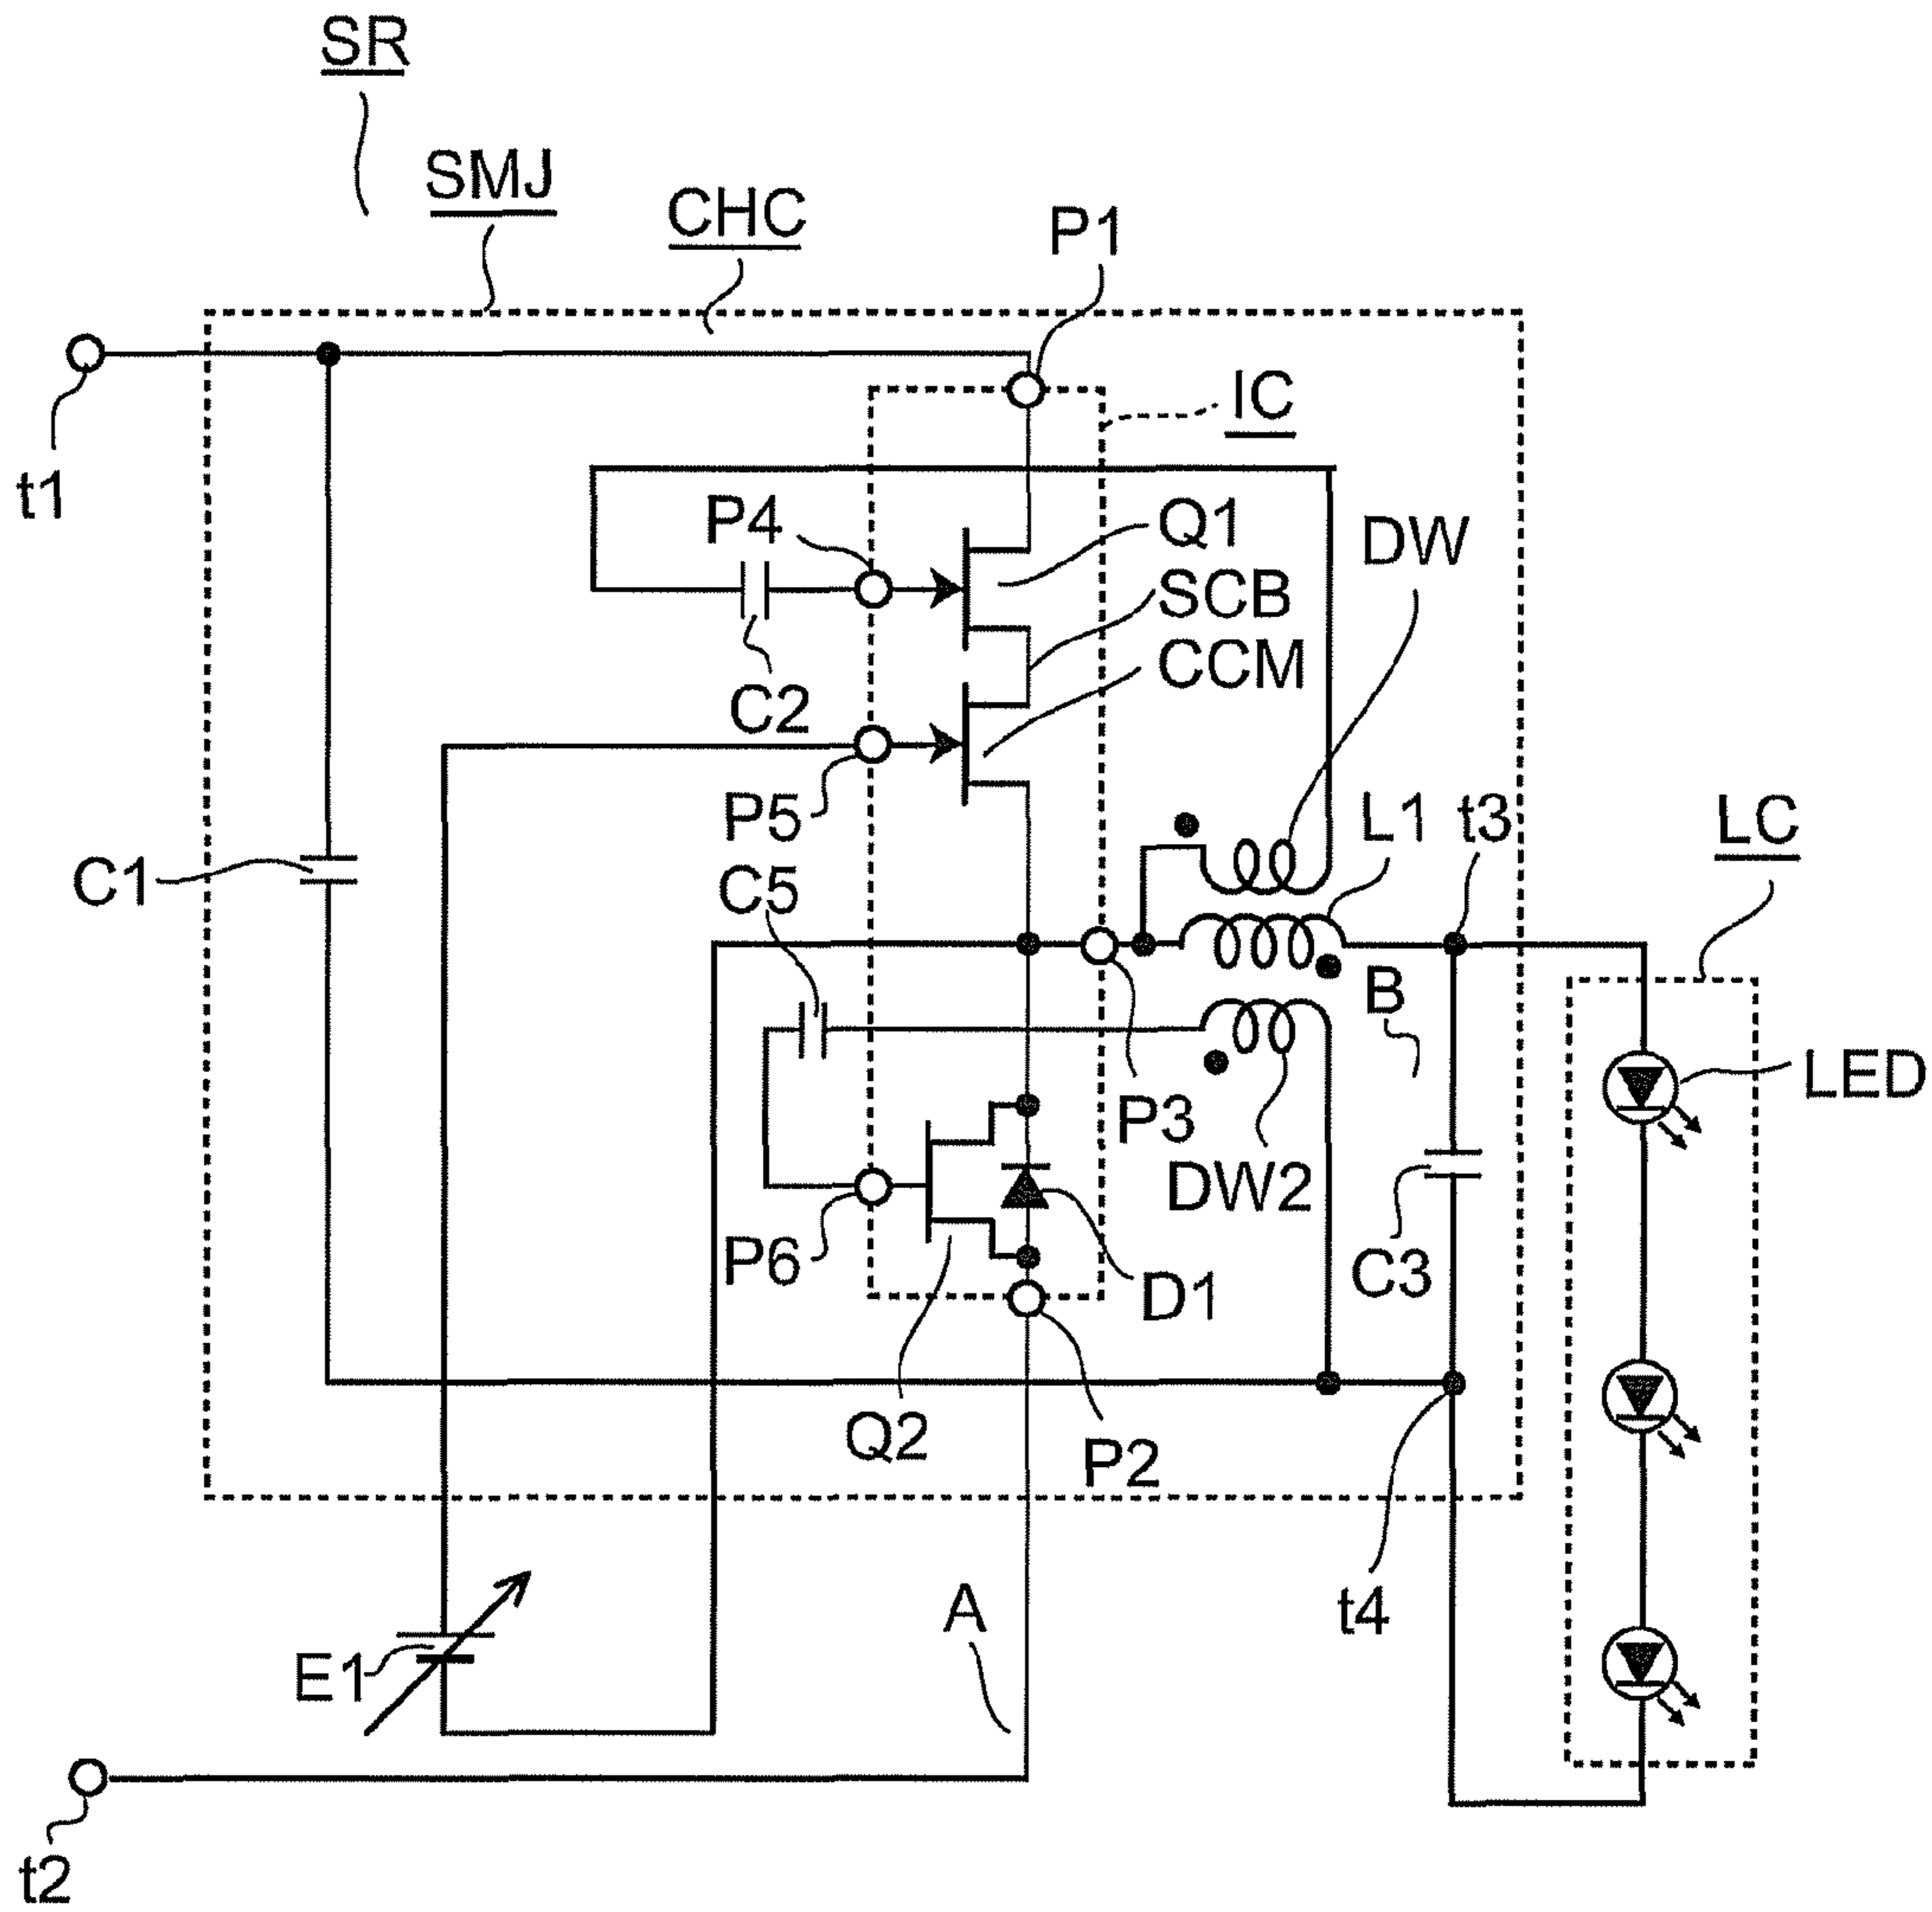 SR
SMJ
CHC
P1
IC
t1
P4
Q1
DW
SCB
CCM
C2
P5
L1
t3
LC
C1
C5
B
LED
P3
DW2
P6
D1
C3
Q2
P2
A
t4
E1
t2